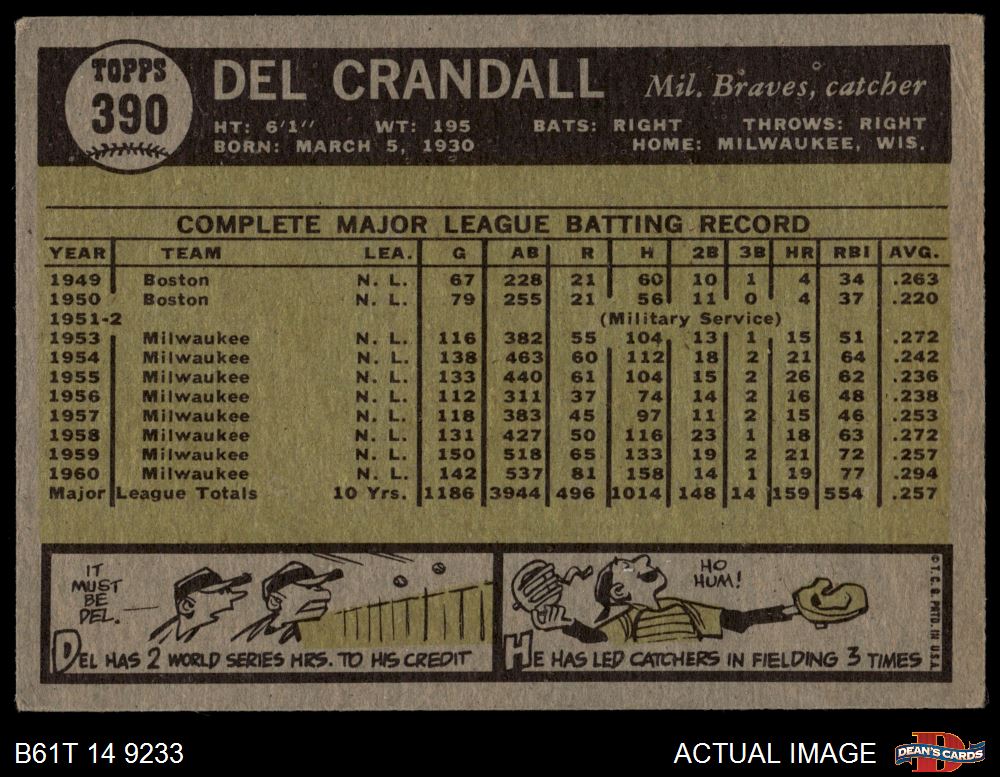 TOPPS
390
DEL CRANDALL Mil. Braves, catcher
HT: 6'1" WT: 195 BATS: RIGHT THROWS: RIGHT
BORN: MARCH 5, 1930 HOME: MILWAUKEE, WIS.
COMPLETE MAJOR LEAGUE BATTING RECORD
YEAR TEAM LEA. G AB R H 2B 3B HR RBI AVG.
1949 Boston N. L. 67 228 21 60 10 1 4 34 .263
1950 Boston N. L. 79 255 21 56 11 0 4 37 .220
1951-2 (Military Service)
1953 Milwaukee N. L. 116 382 55 104 13 1 15 51 .272
1954 Milwaukee N. L. 138 463 60 112 18 2 21 64 .242
1955 Milwaukee N. L. 133 440 61 104 15 2 26 62 .236
1956 Milwaukee N. L. 112 311 37 74 14 2 16 48 .238
1957 Milwaukee N. L. 118 383 45 97 11 2 15 46 .253
1958 Milwaukee N. L. 131 427 50 116 23 1 18 63 .272
1959 Milwaukee N. L. 150 518 65 133 19 2 21 72 .257
1960 Milwaukee N. L. 142 537 81 158 14 1 19 77 .294
Major League Totals 10 Yrs. 1186 3944 496 1014 148 14 159 554 .257
IT
MUST
BE
DEL.
DEL HAS 2 WORLD SERIES HRS. TO HIS CREDIT
HO
HUM!
HE HAS LED CATCHERS IN FIELDING 3 TIMES
© T. C. G. PRTD. IN U.S.A.
B61T 14 9233 ACTUAL IMAGE
DEAN'S CARDS